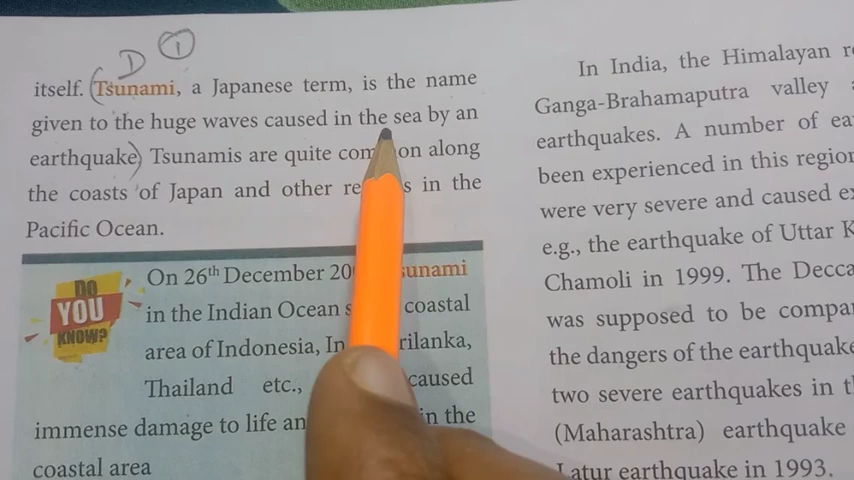 D 1
itself. (Tsunami, a Japanese term, is the name
given to the huge waves caused in the sea by an
earthquake) Tsunamis are quite com on along
the coasts of Japan and other re s in the
Pacific Ocean.
DO
YOU
KNOW?
On 26th December 20 sunami
in the Indian Ocean s coastal
area of Indonesia, In rilanka,
Thailand etc., caused
immense damage to life an in the
coastal area
In India, the Himalayan r
Ganga-Brahamaputra valley
earthquakes. A number of ea
been experienced in this region
were very severe and caused e
e.g., the earthquake of Uttar K
Chamoli in 1999. The Decca
was supposed to be compa
the dangers of the earthquake
two severe earthquakes in t
(Maharashtra) earthquake
Latur earthquake in 1993.